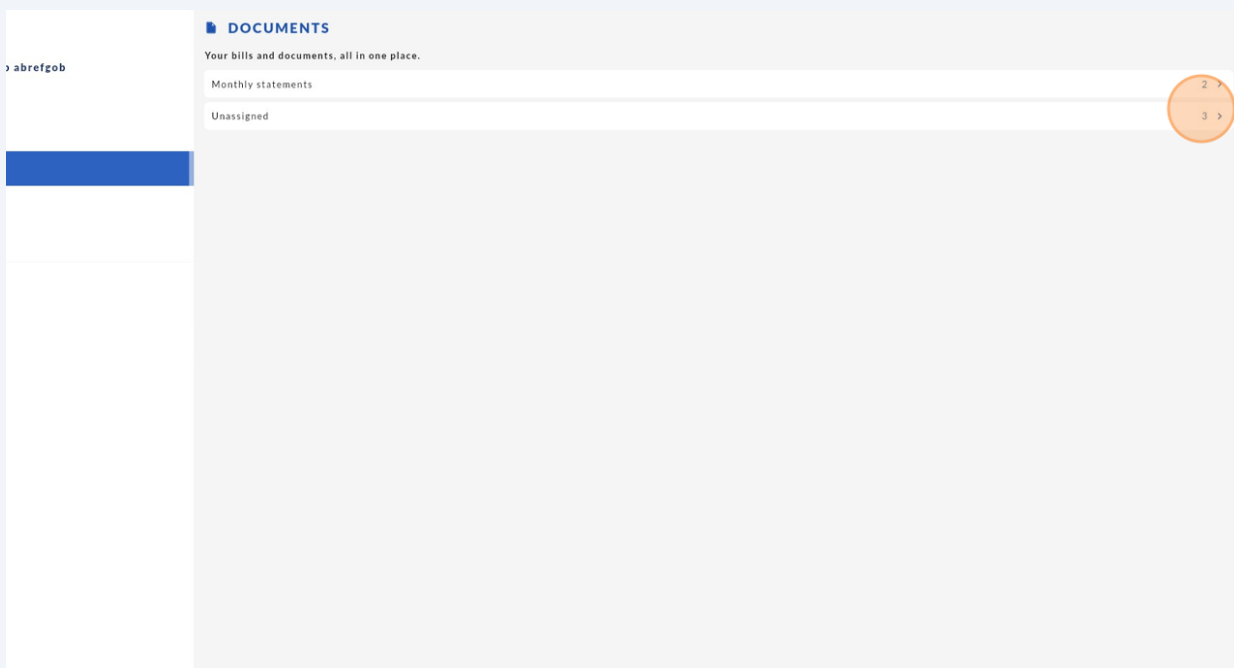 DOCUMENTS
Your bills and documents, all in one place.
abrefgob
Monthly statements 2 >
Unassigned 3 >